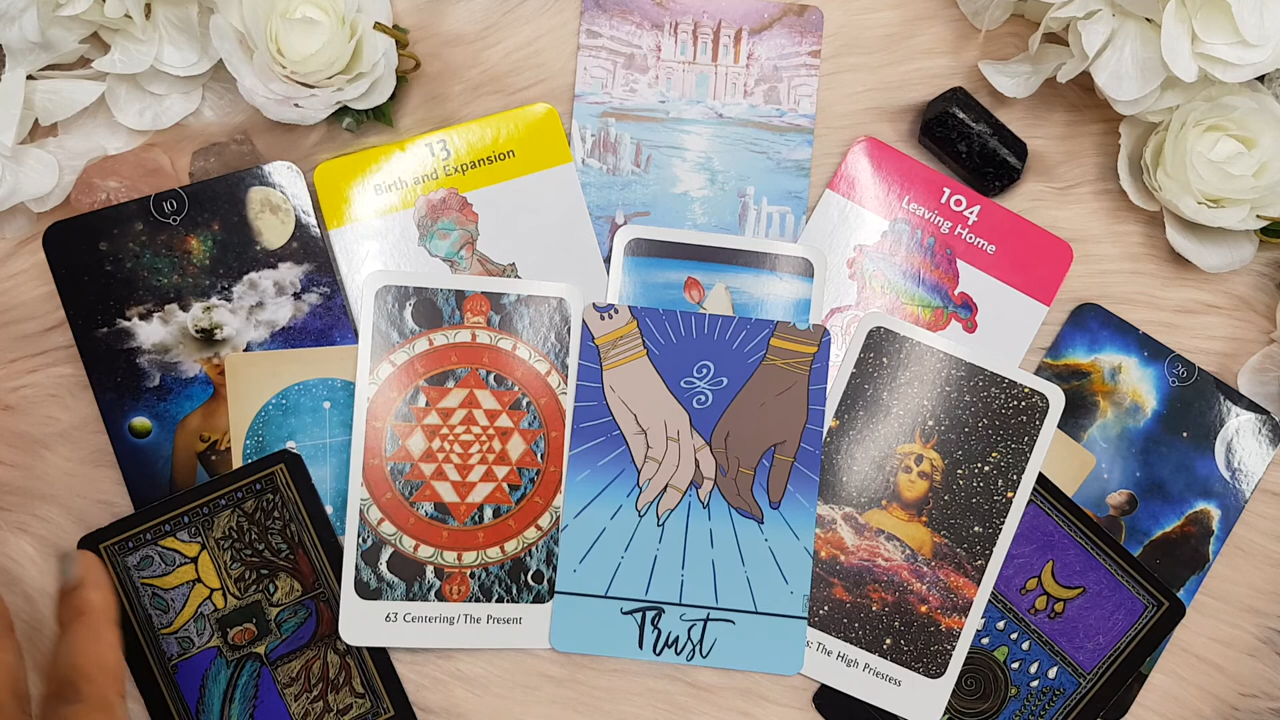 10
13
Birth and Expansion
104
Leaving Home
26
63 Centering/The Present
Trust
: The High Priestess